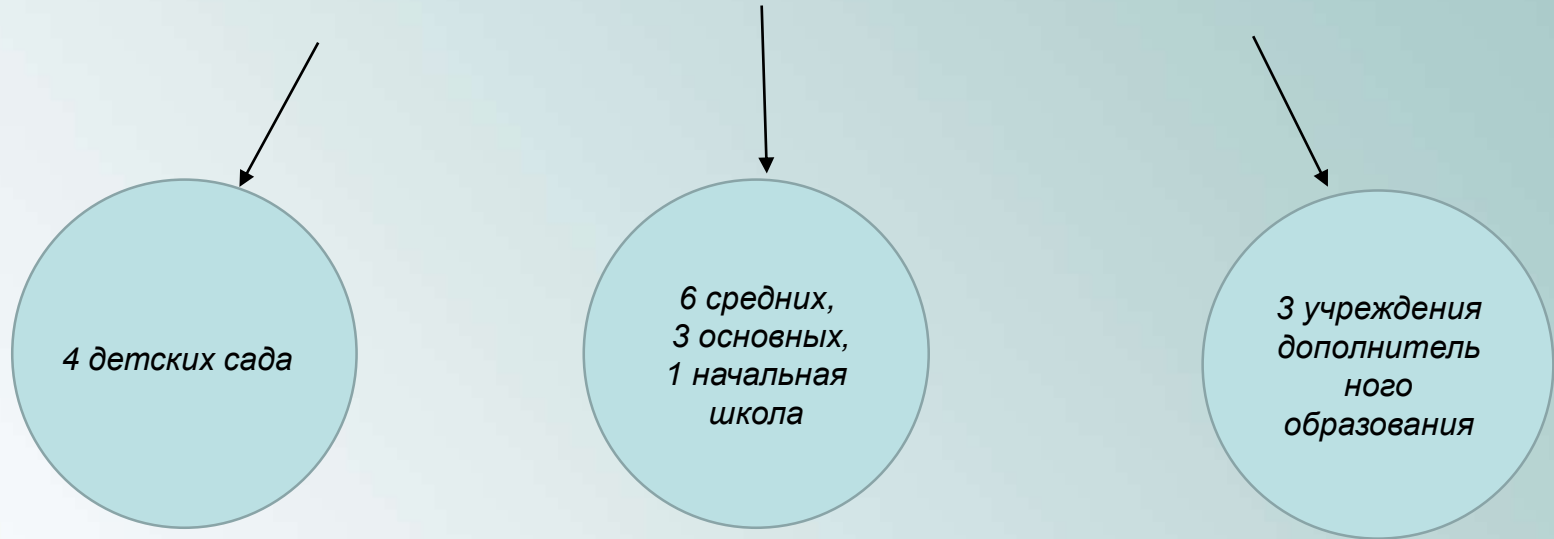 4 детских сада
6 средних,
3 основных,
1 начальная
школа
3 учреждения
дополнитель
ного
образования